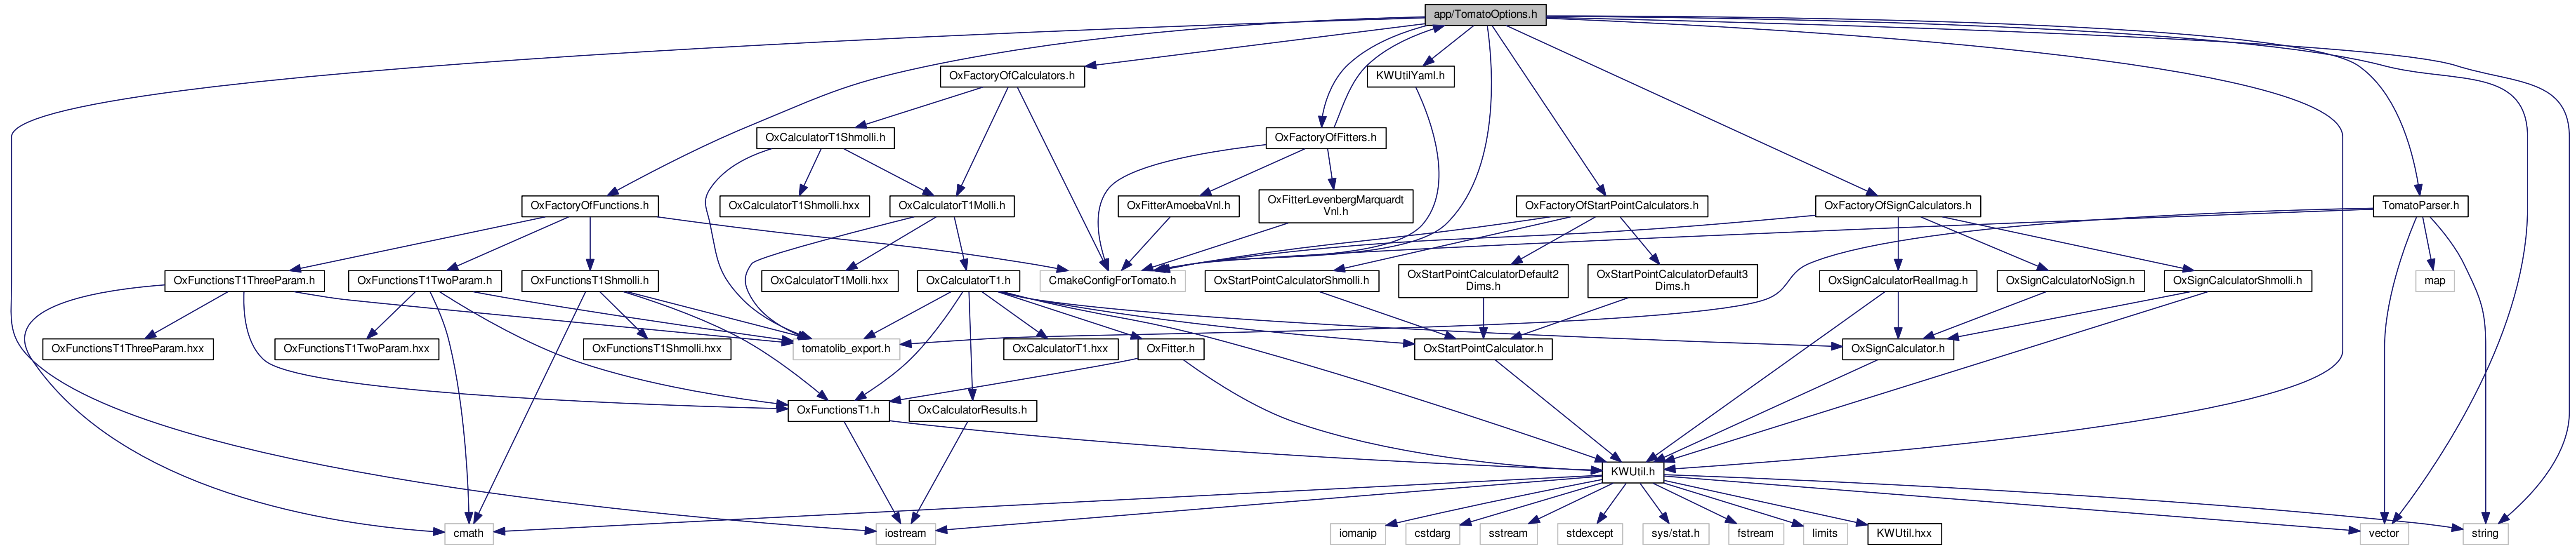 app/TomatoOptions.h
OxFactoryOfCalculators.h
KWUtilYaml.h
OxCalculatorT1Shmolli.h
OxFactoryOfFitters.h
OxFactoryOfFunctions.h
OxCalculatorT1Shmolli.hxx
OxCalculatorT1Molli.h
OxFitterAmoebaVnl.h
OxFitterLevenbergMarquardt
Vnl.h
OxFactoryOfStartPointCalculators.h
OxFactoryOfSignCalculators.h
TomatoParser.h
OxFunctionsT1ThreeParam.h
OxFunctionsT1TwoParam.h
OxFunctionsT1Shmolli.h
OxCalculatorT1Molli.hxx
OxCalculatorT1.h
CmakeConfigForTomato.h
OxStartPointCalculatorShmolli.h
OxStartPointCalculatorDefault2
Dims.h
OxStartPointCalculatorDefault3
Dims.h
OxSignCalculatorRealImag.h
OxSignCalculatorNoSign.h
OxSignCalculatorShmolli.h
map
OxFunctionsT1ThreeParam.hxx
OxFunctionsT1TwoParam.hxx
OxFunctionsT1Shmolli.hxx
tomatolib_export.h
OxCalculatorT1.hxx
OxFitter.h
OxStartPointCalculator.h
OxSignCalculator.h
OxFunctionsT1.h
OxCalculatorResults.h
KWUtil.h
cmath
iostream
iomanip
cstdarg
sstream
stdexcept
sys/stat.h
fstream
limits
KWUtil.hxx
vector
string